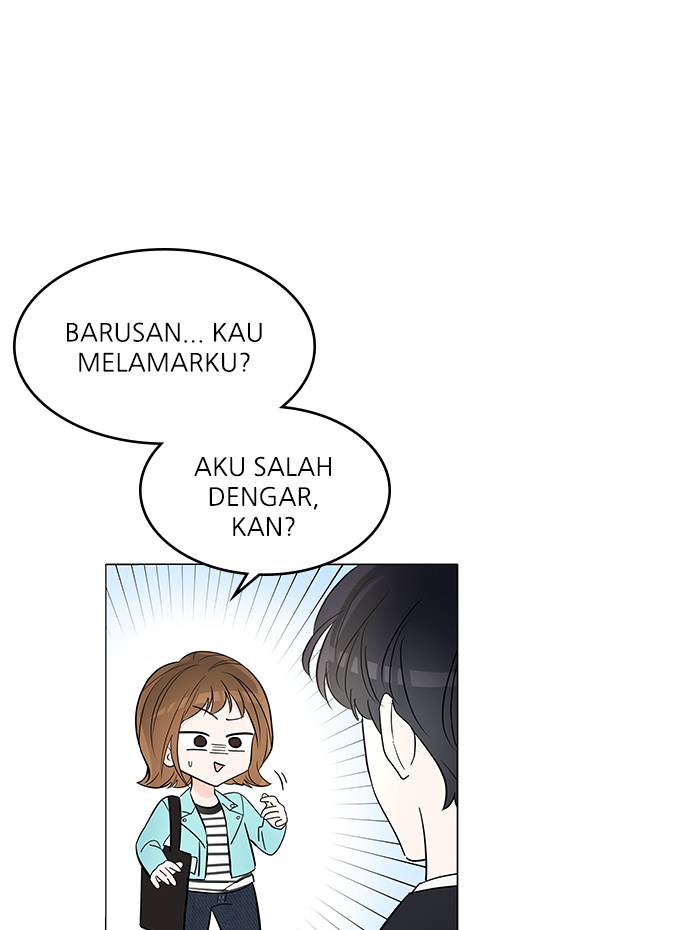 BARUSAN... KAU
MELAMARKU?
AKU SALAH
DENGAR,
KAN?